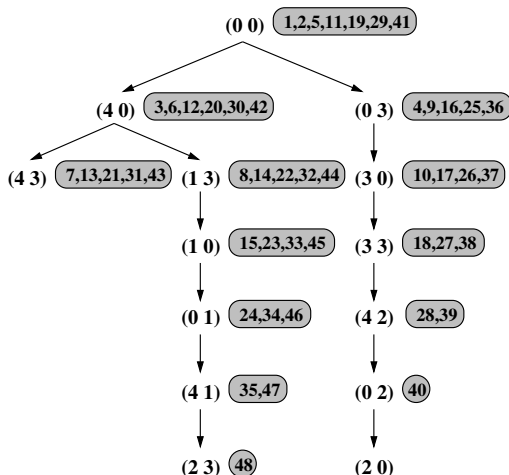 (0 0) 1,2,5,11,19,29,41
(4 0) 3,6,12,20,30,42 (0 3) 4,9,16,25,36
(4 3) 7,13,21,31,43 (1 3) 8,14,22,32,44 (3 0) 10,17,26,37
(1 0) 15,23,33,45 (3 3) 18,27,38
(0 1) 24,34,46 (4 2) 28,39
(4 1) 35,47 (0 2) 40
(2 3) 48 (2 0)